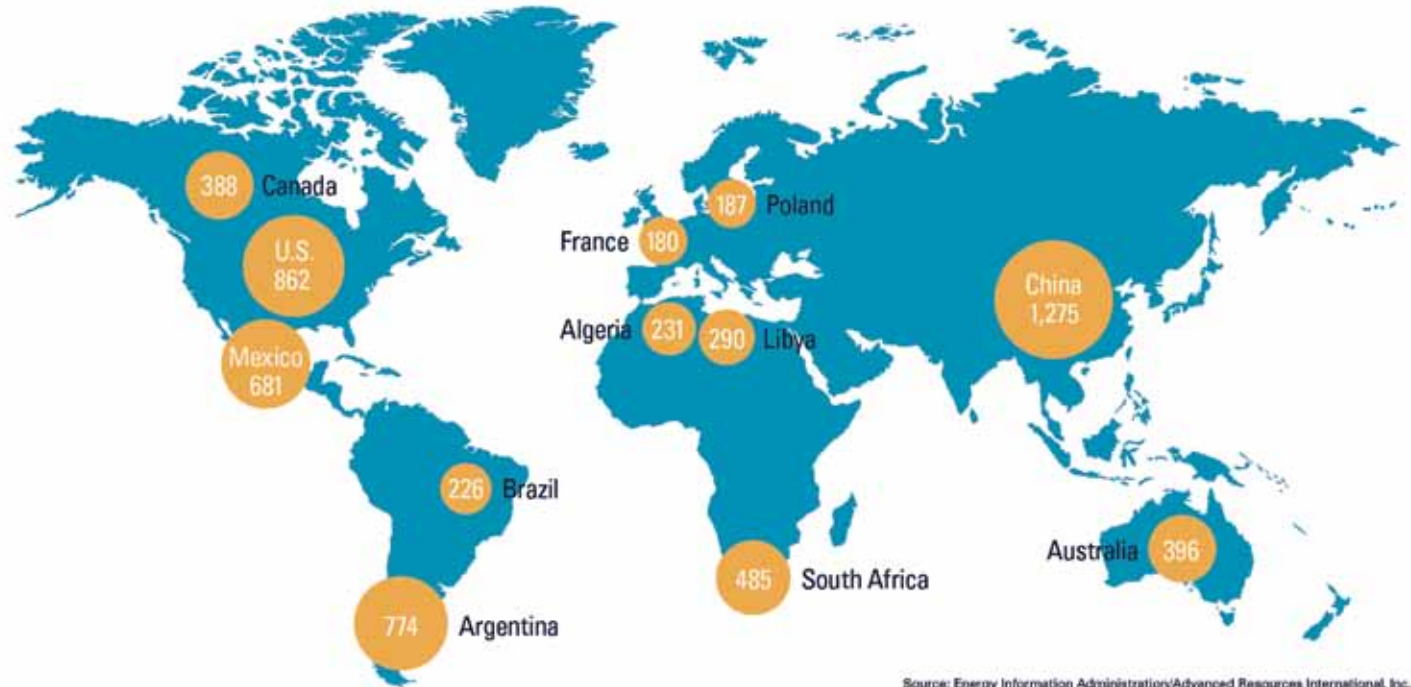 388 Canada
U.S.
862
Mexico
681
187 Poland
France 180
Algeria 231
290 Libya
China
1,275
226 Brazil
774 Argentina
485 South Africa
Australia 396
Source: Energy Information Administration/Advanced Resources International, Inc.